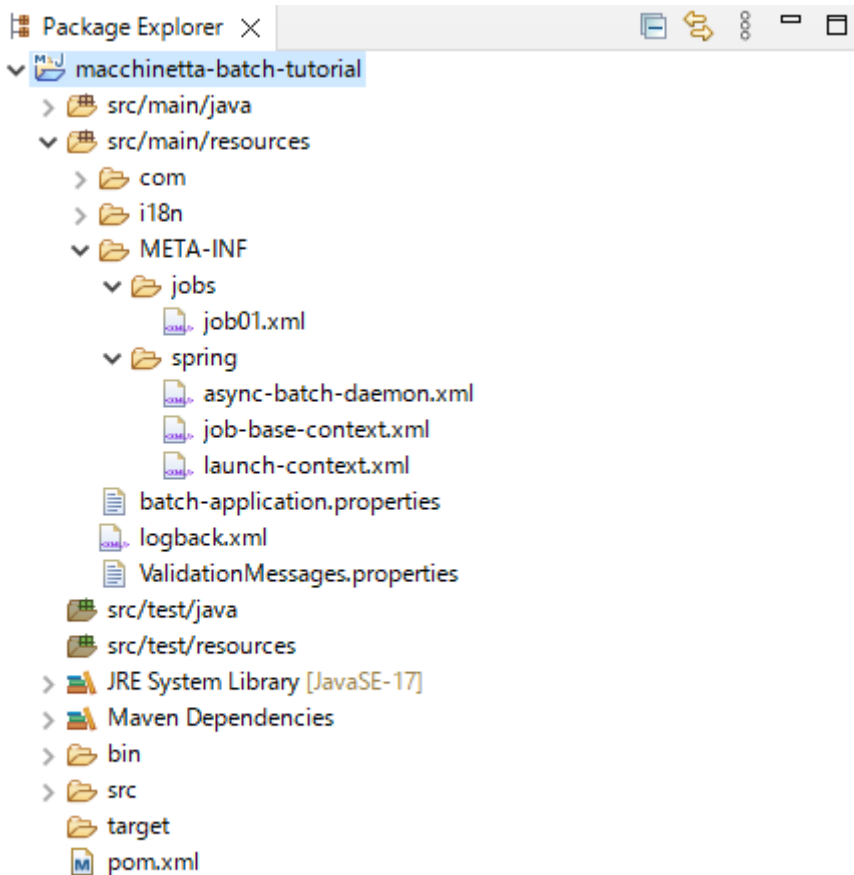 Package Explorer
macchinetta-batch-tutorial
src/main/java
src/main/resources
com
i18n
META-INF
jobs
job01.xml
spring
async-batch-daemon.xml
job-base-context.xml
launch-context.xml
batch-application.properties
logback.xml
ValidationMessages.properties
src/test/java
src/test/resources
JRE System Library [JavaSE-17]
Maven Dependencies
bin
src
target
pom.xml